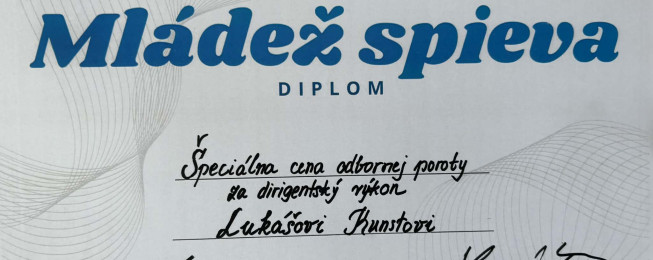 Mládež spieva
DIPLOM
Špeciálna cena odbornej poroty
za dirigentský výkon
Lukášovi Kunstovi